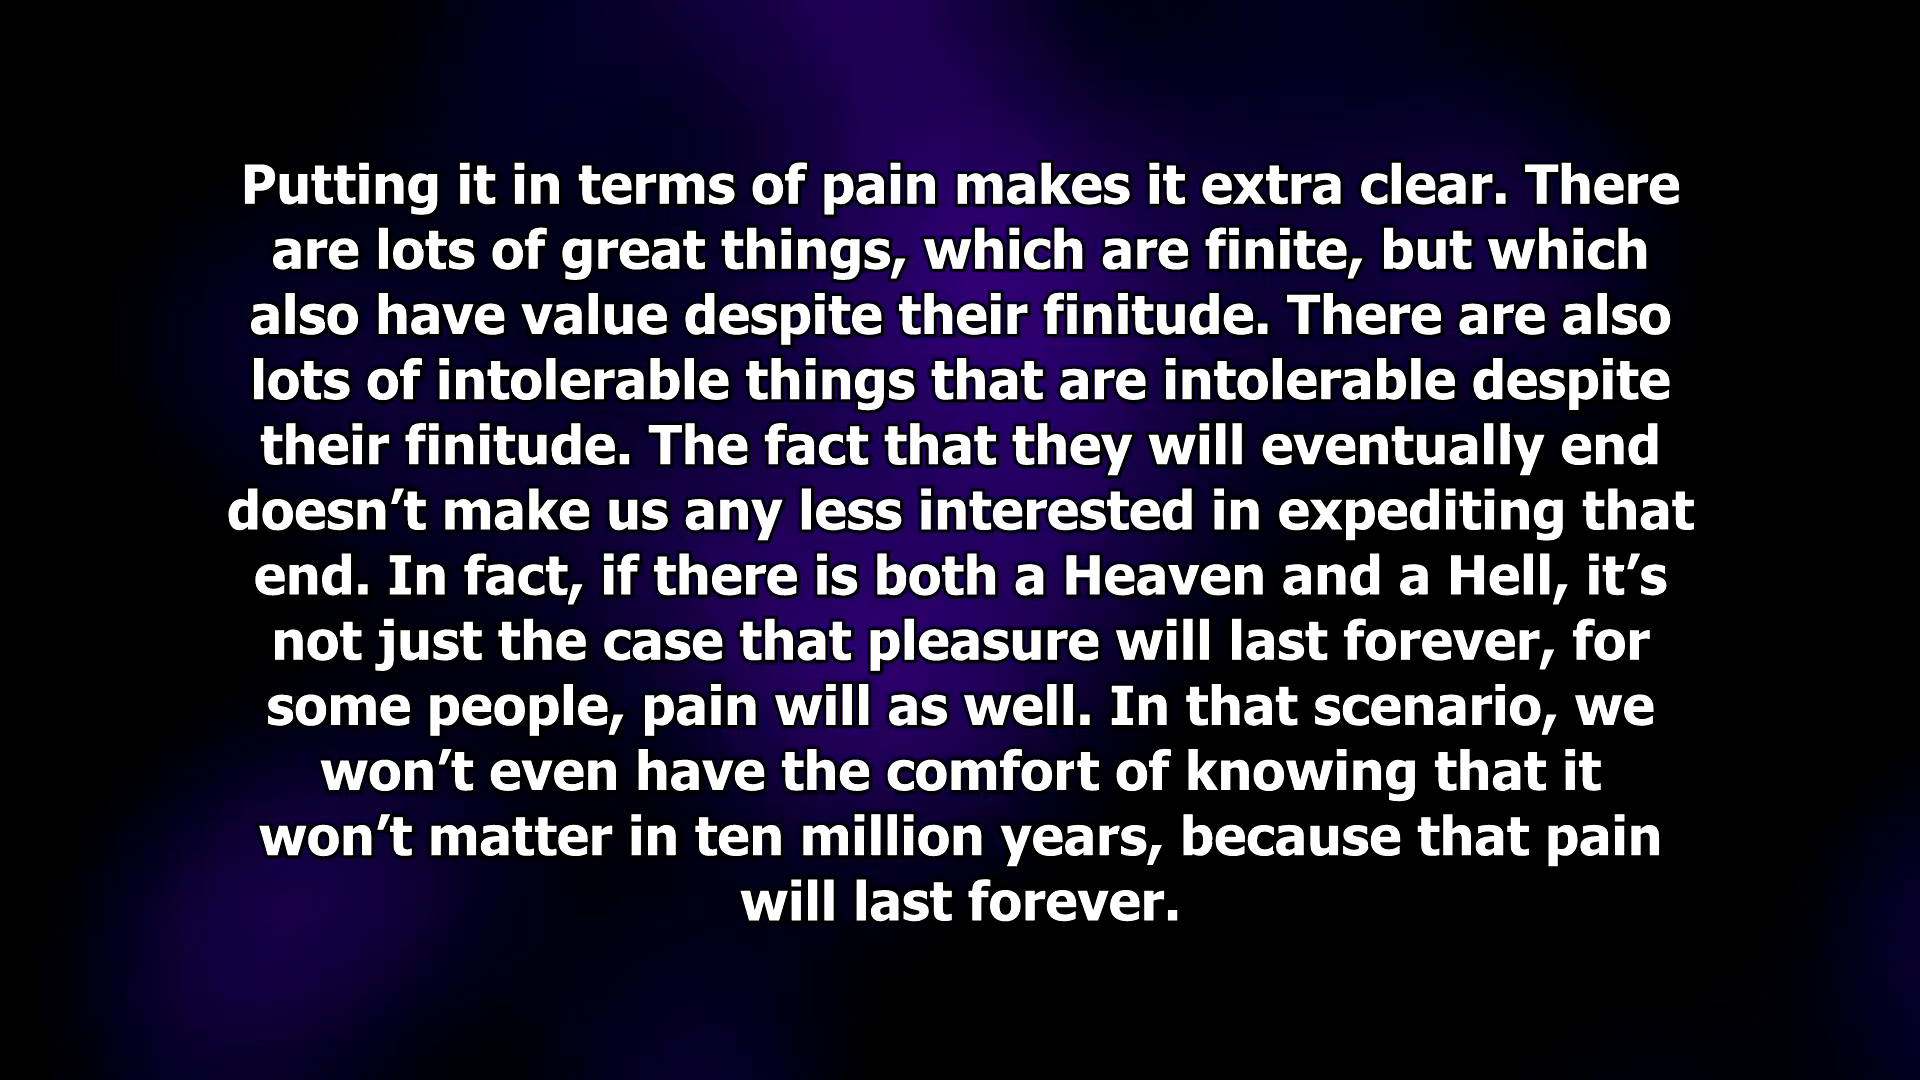 Putting it in terms of pain makes it extra clear. There
are lots of great things, which are finite, but which
also have value despite their finitude. There are also
lots of intolerable things that are intolerable despite
their finitude. The fact that they will eventually end
doesn’t make us any less interested in expediting that
end. In fact, if there is both a Heaven and a Hell, it’s
not just the case that pleasure will last forever, for
some people, pain will as well. In that scenario, we
won’t even have the comfort of knowing that it
won’t matter in ten million years, because that pain
will last forever.